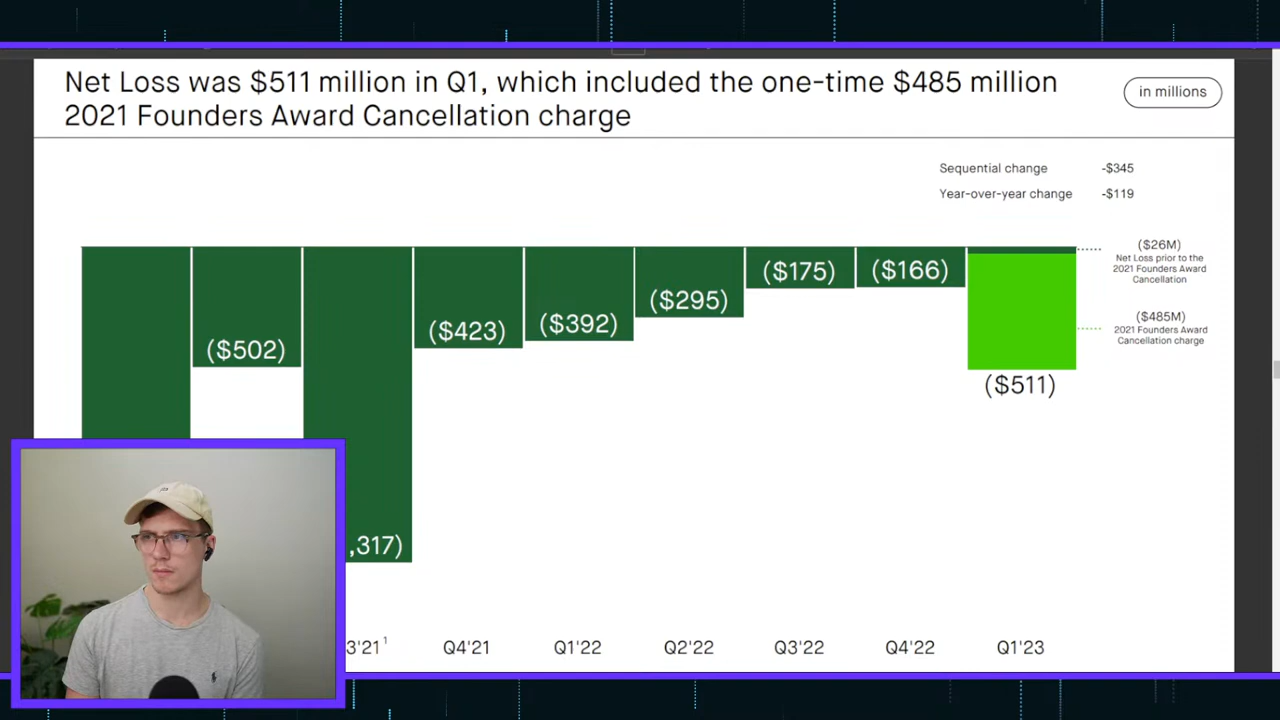 Net Loss was $511 million in Q1, which included the one-time $485 million
2021 Founders Award Cancellation charge
in millions
Sequential change -$345
Year-over-year change -$119
($502)
,317)
($423)
($392)
($295)
($175)
($166)
($511)
($26M)
Net Loss prior to the
2021 Founders Award
Cancellation
($485M)
2021 Founders Award
Cancellation charge
3'21¹
Q4'21
Q1'22
Q2'22
Q3'22
Q4'22
Q1'23